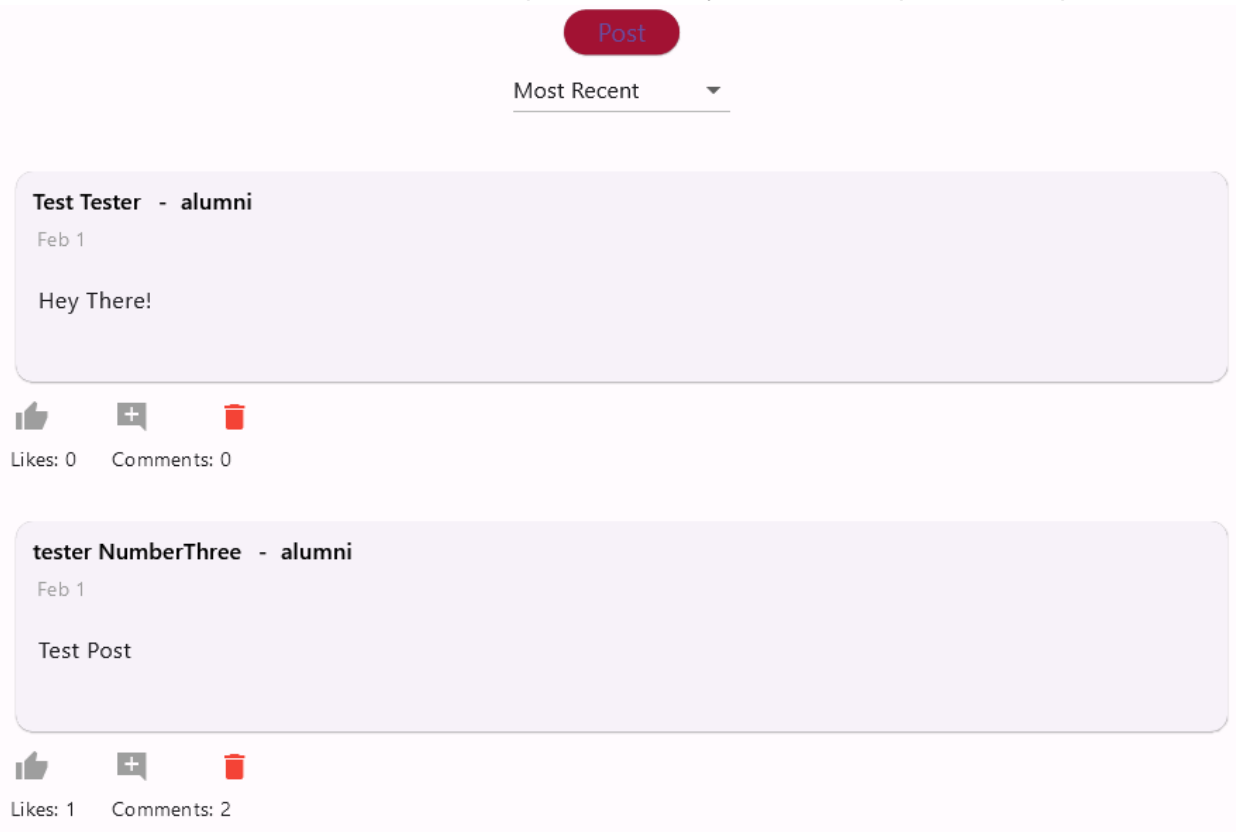 Post
Most Recent
Test Tester - alumni
Feb 1
Hey There!
Likes: 0 Comments: 0
tester NumberThree - alumni
Feb 1
Test Post
Likes: 1 Comments: 2